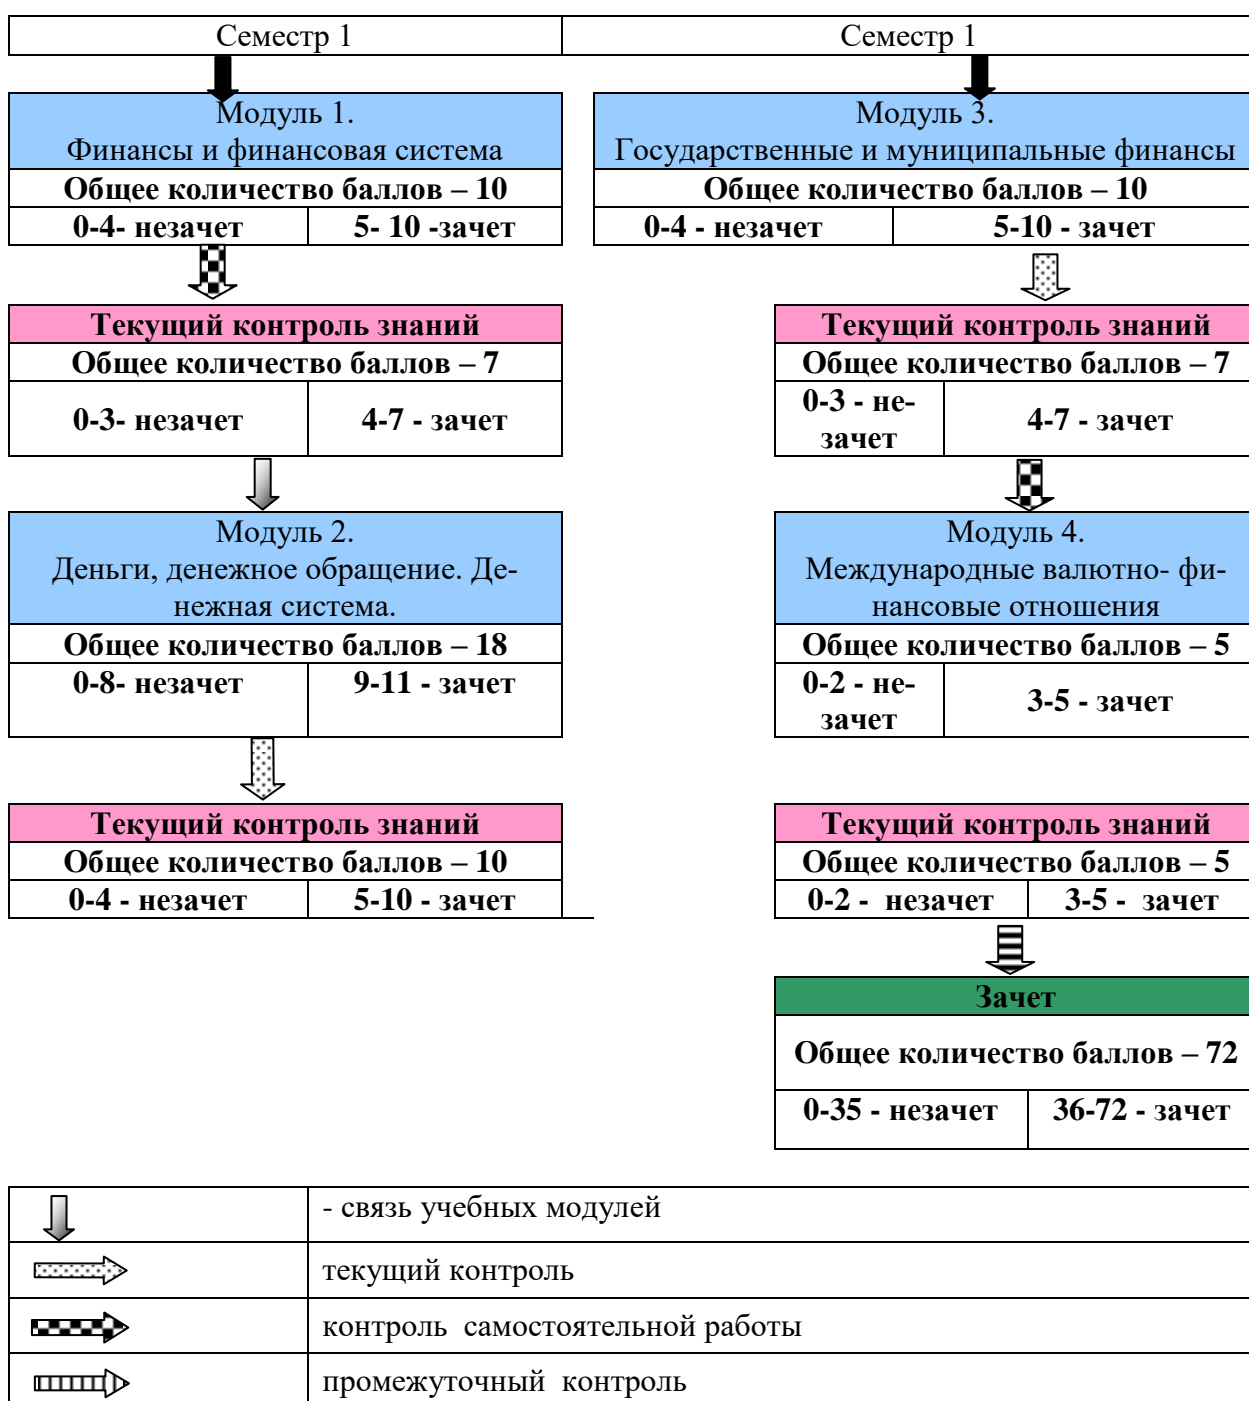 Семестр 1
Семестр 1
Модуль 1.
Финансы и финансовая система
Общее количество баллов – 10
0-4- незачет
5- 10 -зачет
Модуль 3.
Государственные и муниципальные финансы
Общее количество баллов – 10
0-4 - незачет
5-10 - зачет
Текущий контроль знаний
Общее количество баллов – 7
0-3- незачет
4-7 - зачет
Текущий контроль знаний
Общее количество баллов – 7
0-3 - не-
зачет
4-7 - зачет
Модуль 2.
Деньги, денежное обращение. Де-
нежная система.
Общее количество баллов – 18
0-8- незачет
9-11 - зачет
Модуль 4.
Международные валютно- фи-
нансовые отношения
Общее количество баллов – 5
0-2 - не-
зачет
3-5 - зачет
Текущий контроль знаний
Общее количество баллов – 10
0-4 - незачет
5-10 - зачет
Текущий контроль знаний
Общее количество баллов – 5
0-2 -  незачет
3-5 -  зачет
Зачет
Общее количество баллов – 72
0-35 - незачет
36-72 - зачет
- связь учебных модулей
текущий контроль
контроль  самостоятельной работы
промежуточный  контроль